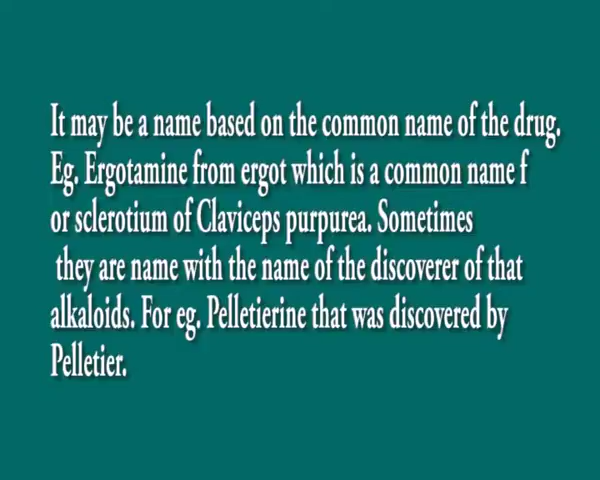 It may be a name based on the common name of the drug.
Eg. Ergotamine from ergot which is a common name f
or sclerotium of Claviceps purpurea. Sometimes
they are name with the name of the discoverer of that
alkaloids. For eg. Pelletierine that was discovered by
Pelletier.